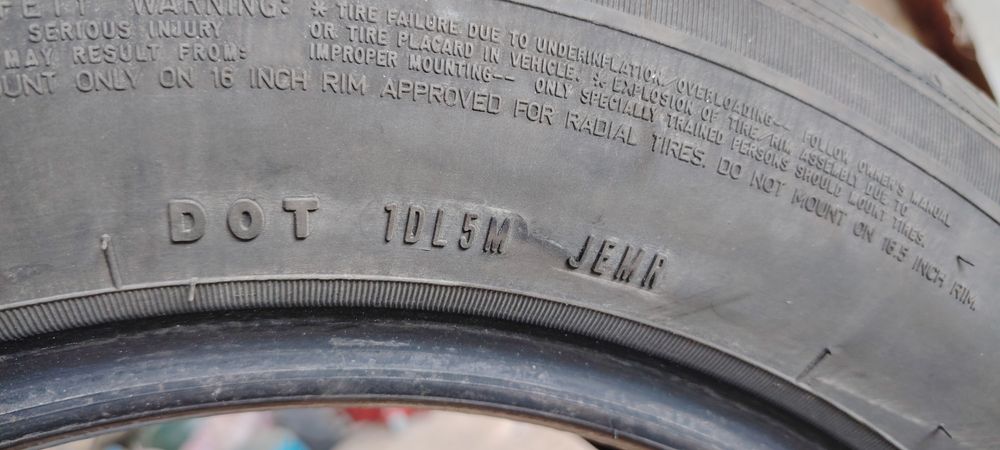 WARNING: * TIRE FAILURE DUE TO UNDERINFLATION/OVERLOADING-- FOLLOW OWNER'S MANUAL
SERIOUS INJURY OR TIRE PLACARD IN VEHICLE. * EXPLOSION OF TIRE/RIM ASSEMBLY DUE TO
MAY RESULT FROM: IMPROPER MOUNTING-- ONLY SPECIALLY TRAINED PERSONS SHOULD MOUNT TIRES.
UNT ONLY ON 16 INCH RIM APPROVED FOR RADIAL TIRES. DO NOT MOUNT ON 16.5 INCH RIM.
DOT 1DL5M JEMR